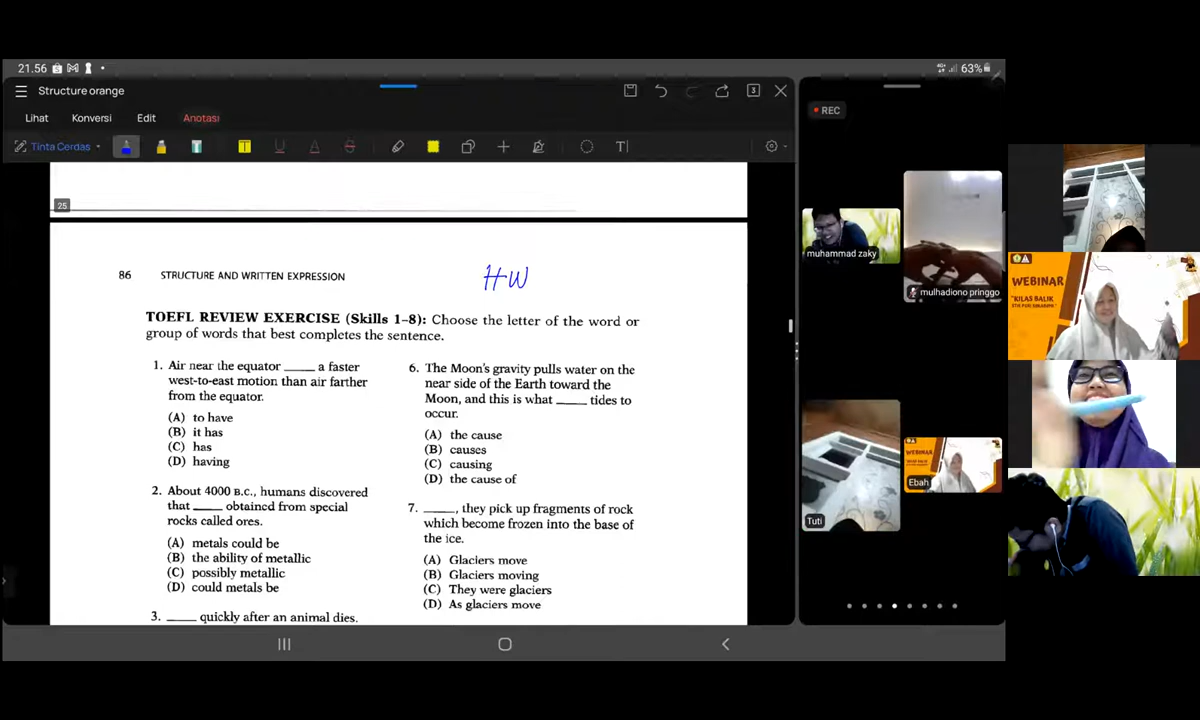 21.56
63%
Structure orange
3
Lihat
Konversi
Edit
Anotasi
Tinta Cerdas
T
U
A
S
T
25
86 STRUCTURE AND WRITTEN EXPRESSION
HW
TOEFL REVIEW EXERCISE (Skills 1–8): Choose the letter of the word or
group of words that best completes the sentence.
1. Air near the equator _____ a faster
west-to-east motion than air farther
from the equator.
(A) to have
(B) it has
(C) has
(D) having
2. About 4000 B.C., humans discovered
that _____ obtained from special
rocks called ores.
(A) metals could be
(B) the ability of metallic
(C) possibly metallic
(D) could metals be
3. _____ quickly after an animal dies.
6. The Moon's gravity pulls water on the
near side of the Earth toward the
Moon, and this is what _____ tides to
occur.
(A) the cause
(B) causes
(C) causing
(D) the cause of
7. _____, they pick up fragments of rock
which become frozen into the base of
the ice.
(A) Glaciers move
(B) Glaciers moving
(C) They were glaciers
(D) As glaciers move
REC
muhammad zaky
mulhadiono pringgo
Tuti
WEBINAR
Ebah
WEBINAR
"KILAS BALIK